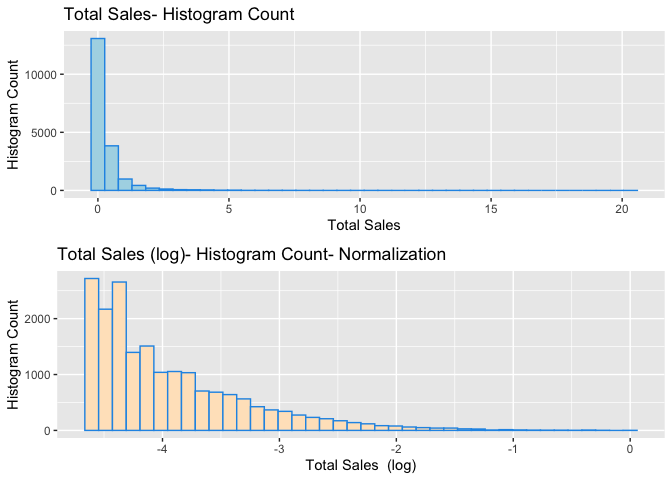 Total Sales- Histogram Count
Histogram Count
10000
5000
0
0 5 10 15 20
Total Sales
Total Sales (log)- Histogram Count- Normalization
Histogram Count
2000
1000
0
-4 -3 -2 -1 0
Total Sales  (log)